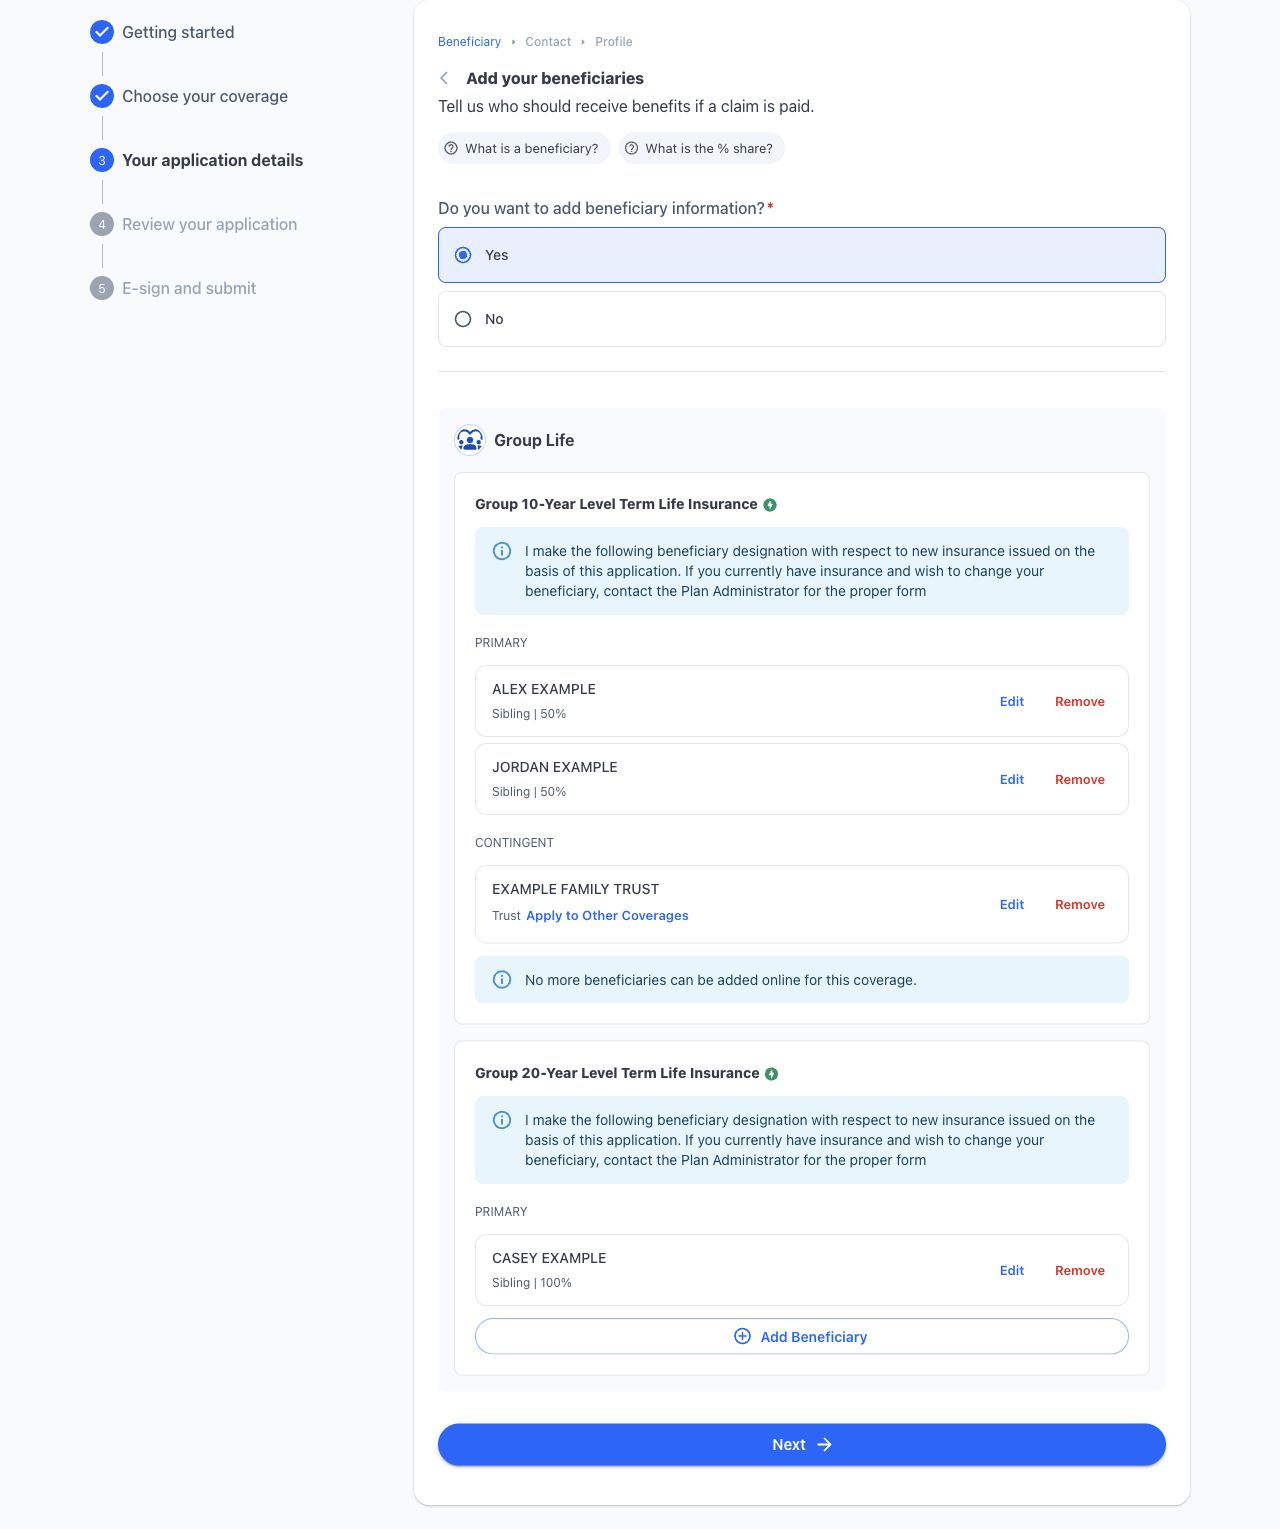 Getting started
Choose your coverage
3 Your application details
4 Review your application
5 E-sign and submit
Beneficiary • Contact • Profile
Add your beneficiaries
Tell us who should receive benefits if a claim is paid.
What is a beneficiary? What is the % share?
Do you want to add beneficiary information?*
Yes
No
Group Life
Group 10-Year Level Term Life Insurance
I make the following beneficiary designation with respect to new insurance issued on the
basis of this application. If you currently have insurance and wish to change your
beneficiary, contact the Plan Administrator for the proper form
PRIMARY
ALEX EXAMPLE
Sibling | 50%
Edit Remove
JORDAN EXAMPLE
Sibling | 50%
Edit Remove
CONTINGENT
EXAMPLE FAMILY TRUST
Trust Apply to Other Coverages
Edit Remove
No more beneficiaries can be added online for this coverage.
Group 20-Year Level Term Life Insurance
I make the following beneficiary designation with respect to new insurance issued on the
basis of this application. If you currently have insurance and wish to change your
beneficiary, contact the Plan Administrator for the proper form
PRIMARY
CASEY EXAMPLE
Sibling | 100%
Edit Remove
Add Beneficiary
Next